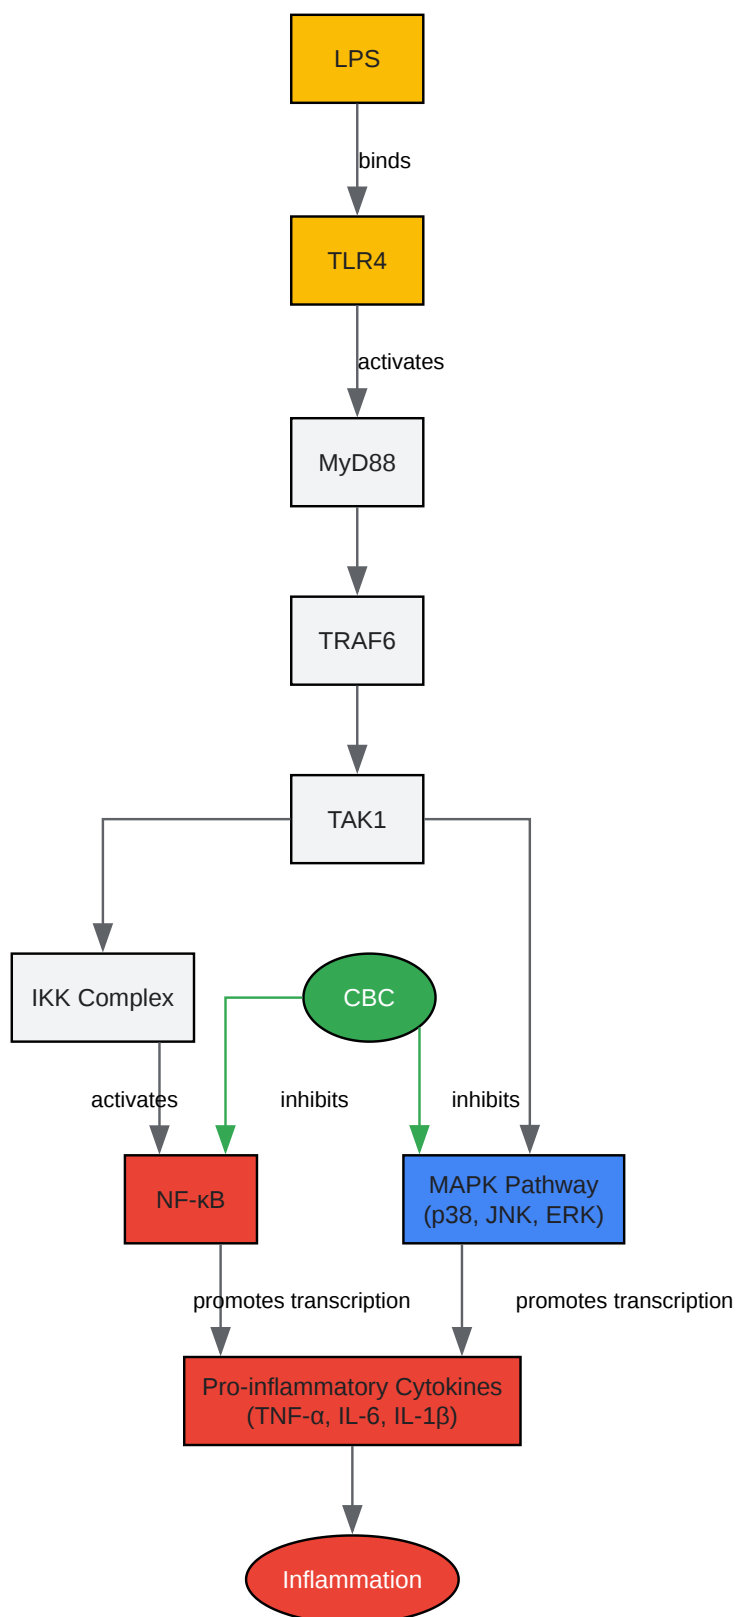 LPS
binds
TLR4
activates
MyD88
TRAF6
TAK1
IKK Complex
CBC
activates
inhibits
inhibits
NF-κB
MAPK Pathway
(p38, JNK, ERK)
promotes transcription
promotes transcription
Pro-inflammatory Cytokines
(TNF-α, IL-6, IL-1β)
Inflammation